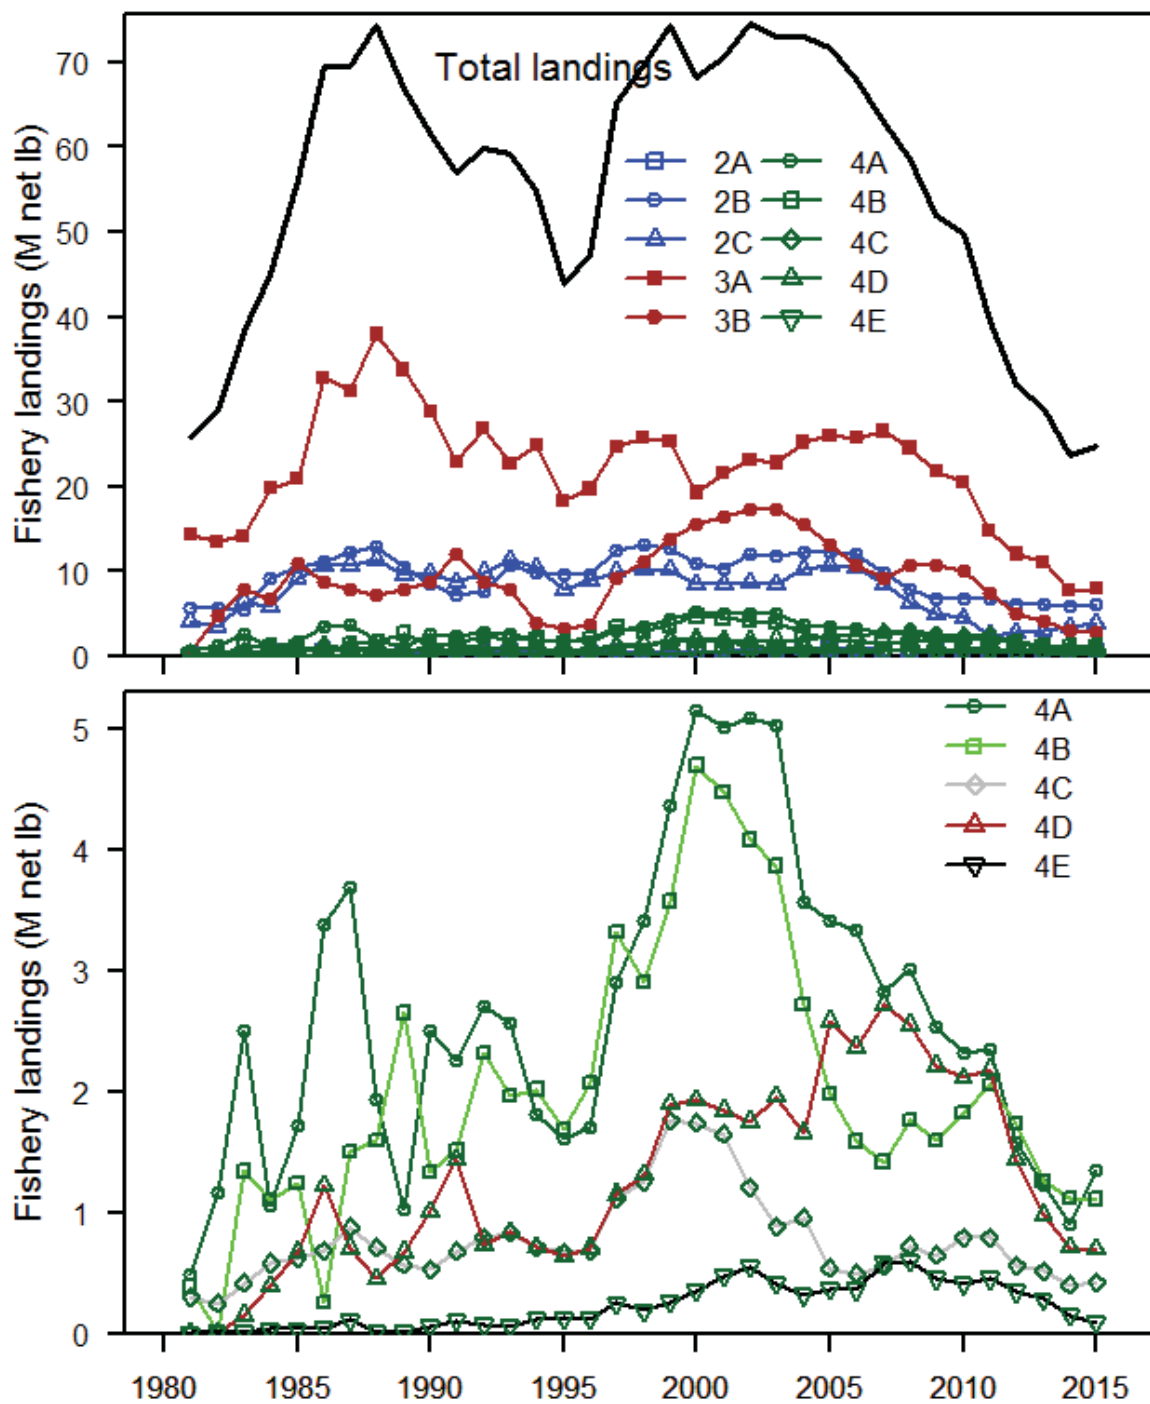 Fishery landings (M net lb)
70
60
50
40
30
20
10
0
Total landings
2A 4A
2B 4B
2C 4C
3A 4D
3B 4E
Fishery landings (M net lb)
5
4
3
2
1
0
4A
4B
4C
4D
4E
1980 1985 1990 1995 2000 2005 2010 2015